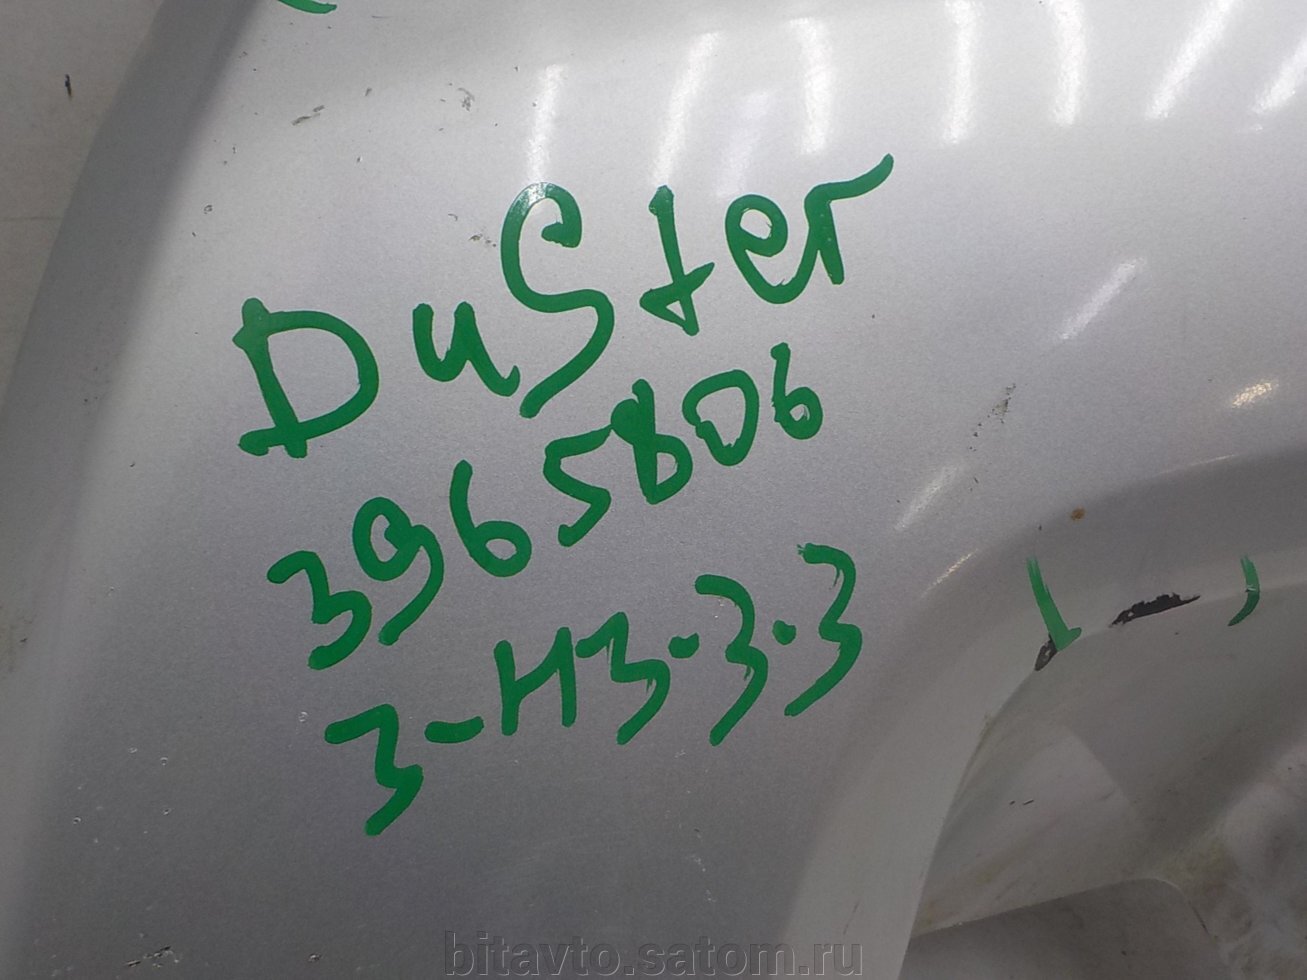 Duster
3965806
3-H3-3.3
bitavto.satom.ru